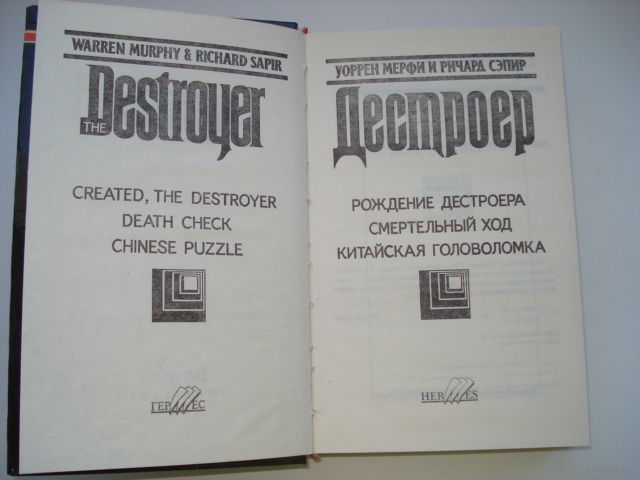 WARREN MURPHY & RICHARD SAPIR
THE Destroyer
CREATED, THE DESTROYER
DEATH CHECK
CHINESE PUZZLE
ГЕРМЕС
УОРРЕН МЕРФИ И РИЧАРД СЭПИР
Дестроер
РОЖДЕНИЕ ДЕСТРОЕРА
СМЕРТЕЛЬНЫЙ ХОД
КИТАЙСКАЯ ГОЛОВОЛОМКА
HERMES